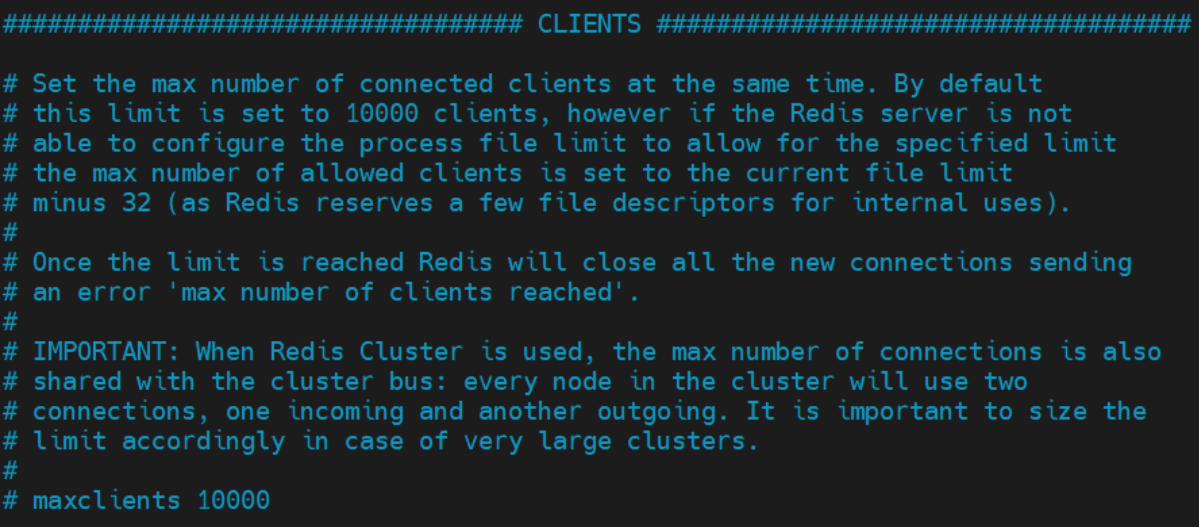 ################################### CLIENTS ####################################
# Set the max number of connected clients at the same time. By default
# this limit is set to 10000 clients, however if the Redis server is not
# able to configure the process file limit to allow for the specified limit
# the max number of allowed clients is set to the current file limit
# minus 32 (as Redis reserves a few file descriptors for internal uses).
#
# Once the limit is reached Redis will close all the new connections sending
# an error 'max number of clients reached'.
#
# IMPORTANT: When Redis Cluster is used, the max number of connections is also
# shared with the cluster bus: every node in the cluster will use two
# connections, one incoming and another outgoing. It is important to size the
# limit accordingly in case of very large clusters.
#
# maxclients 10000